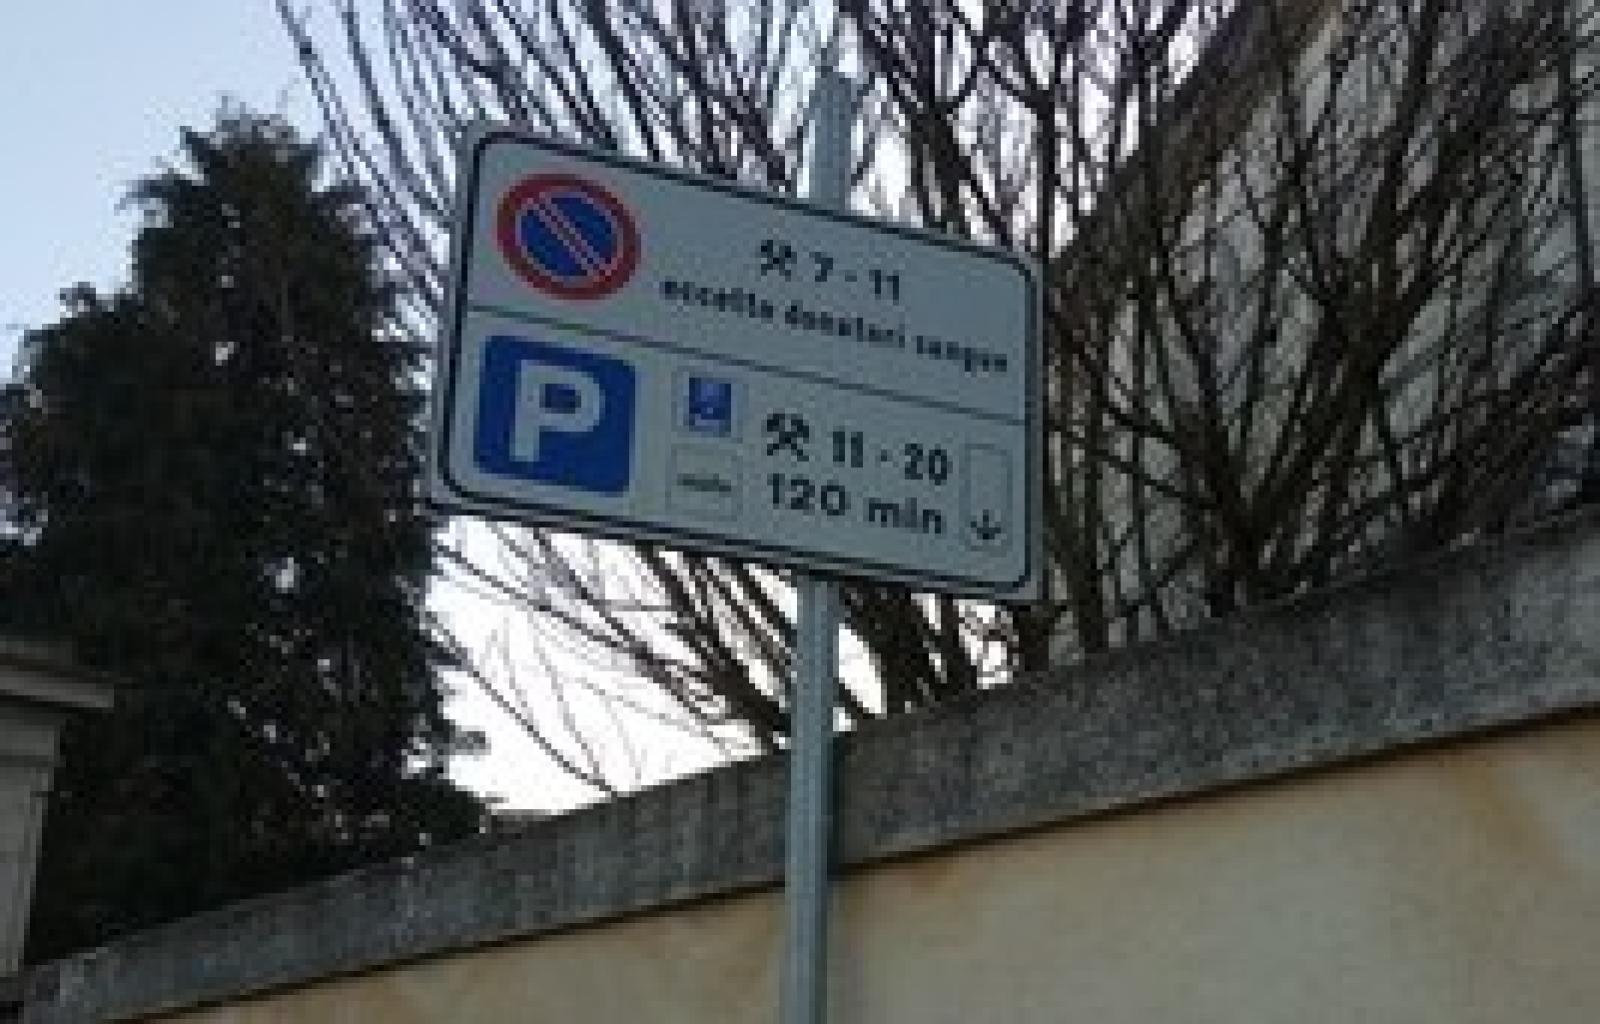 7 - 11
eccetto donatori sangue
P
11 - 20
120 min